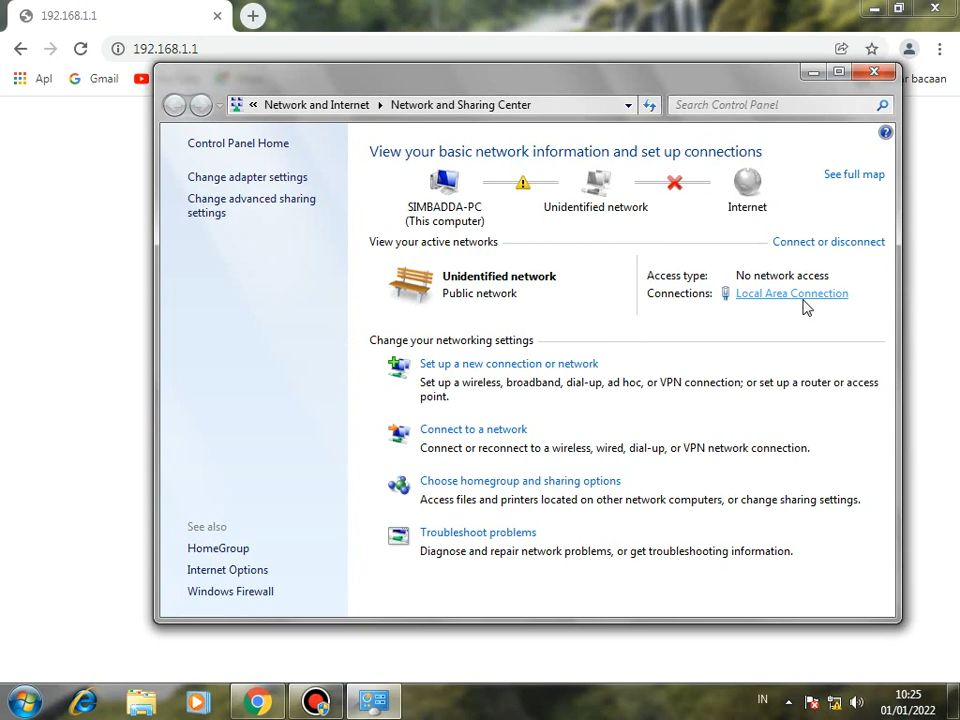 192.168.1.1
192.168.1.1
Apl
Gmail
ar bacaan
« Network and Internet ▸ Network and Sharing Center
Search Control Panel
Control Panel Home
Change adapter settings
Change advanced sharing
settings
View your basic network information and set up connections
See full map
SIMBADDA-PC
(This computer)
Unidentified network
Internet
View your active networks
Connect or disconnect
Unidentified network
Public network
Access type: No network access
Connections: Local Area Connection
Change your networking settings
Set up a new connection or network
Set up a wireless, broadband, dial-up, ad hoc, or VPN connection; or set up a router or access
point.
Connect to a network
Connect or reconnect to a wireless, wired, dial-up, or VPN network connection.
Choose homegroup and sharing options
Access files and printers located on other network computers, or change sharing settings.
Troubleshoot problems
Diagnose and repair network problems, or get troubleshooting information.
See also
HomeGroup
Internet Options
Windows Firewall
IN
10:25
01/01/2022